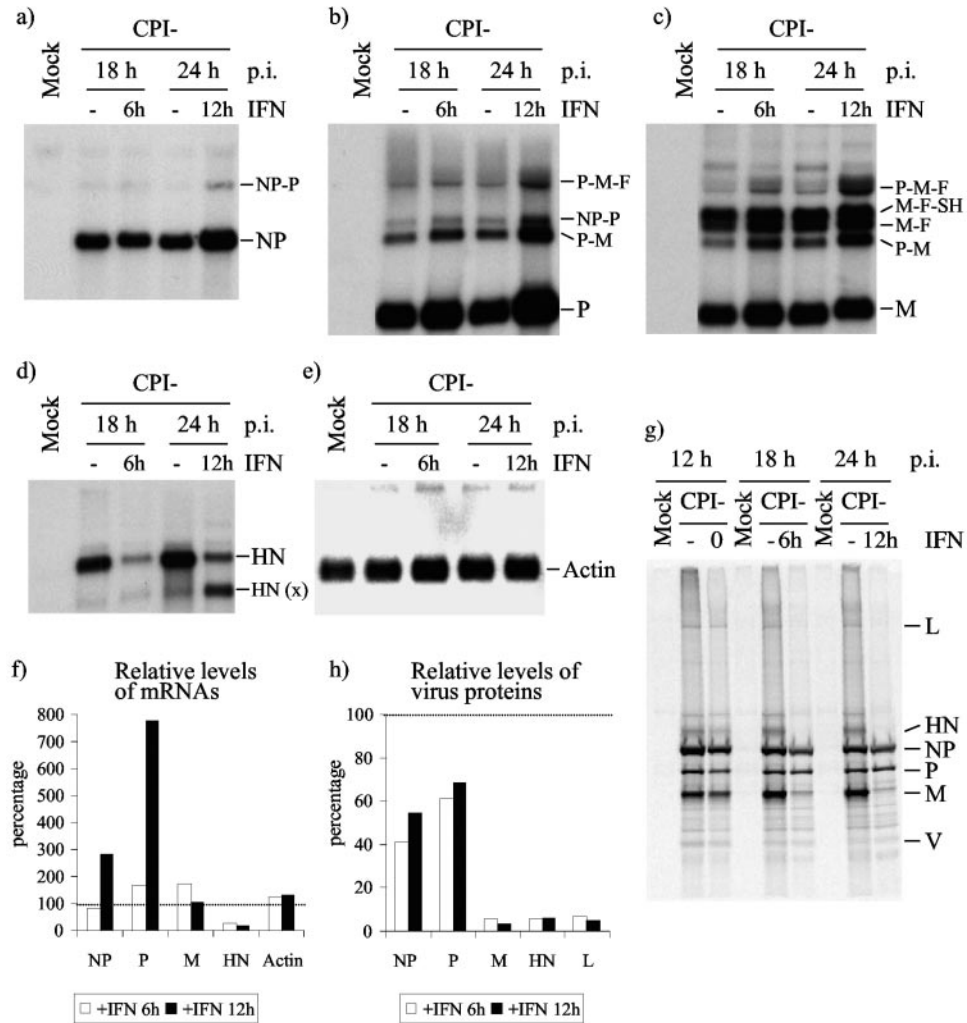 a)
CPI-
Mock
18 h 24 h p.i.
- 6h - 12h IFN
NP-P
NP
b)
CPI-
Mock
18 h 24 h p.i.
- 6h - 12h IFN
P-M-F
NP-P
P-M
P
c)
CPI-
Mock
18 h 24 h p.i.
- 6h - 12h IFN
P-M-F
M-F-SH
M-F
P-M
M
d)
CPI-
Mock
18 h 24 h p.i.
- 6h - 12h IFN
HN
HN (x)
e)
CPI-
Mock
18 h 24 h p.i.
- 6h - 12h IFN
Actin
g)
12 h 18 h 24 h p.i.
Mock CPI- Mock CPI- Mock CPI-
- 0 - 6h - 12h IFN
L
HN
NP
P
M
V
f)
Relative levels
of mRNAs
percentage
800
700
600
500
400
300
200
100
0
NP P M HN Actin
+IFN 6h +IFN 12h
h)
Relative levels of
virus proteins
percentage
100
80
60
40
20
0
NP P M HN L
+IFN 6h +IFN 12h